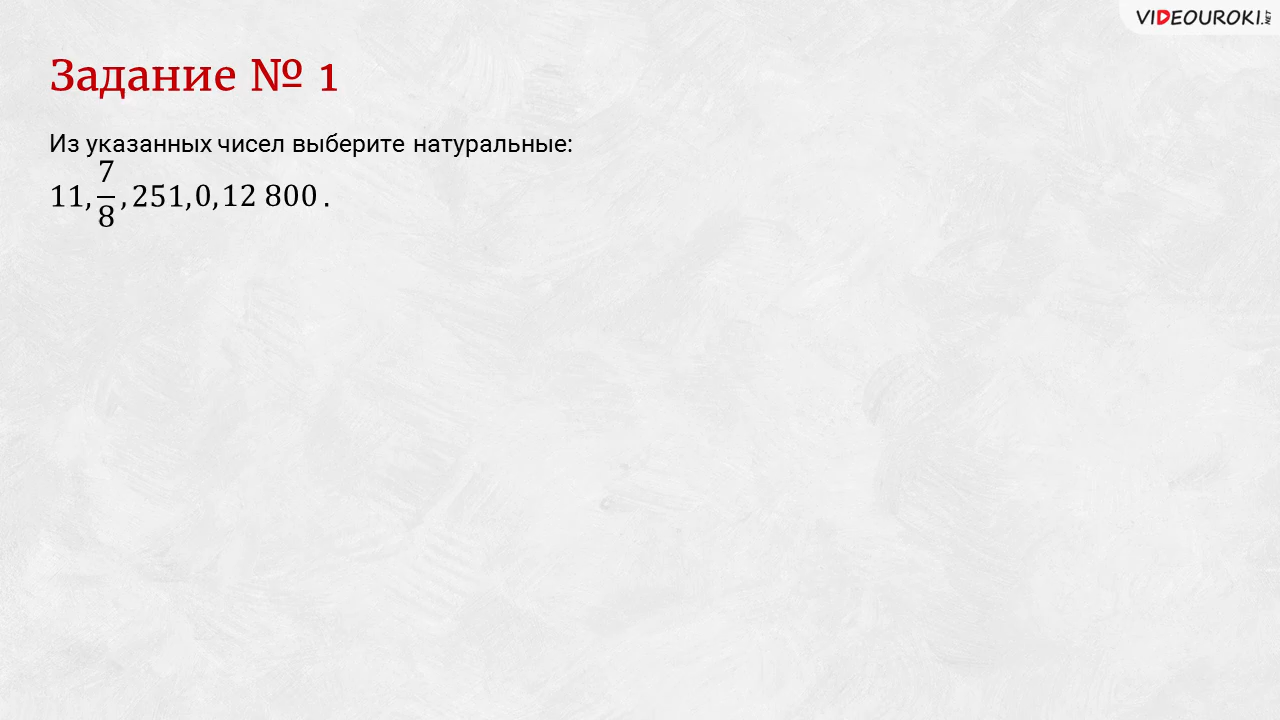 VIDEOUROKI.NET
Задание № 1
Из указанных чисел выберите натуральные:
11, 7/8, 251, 0, 12 800.